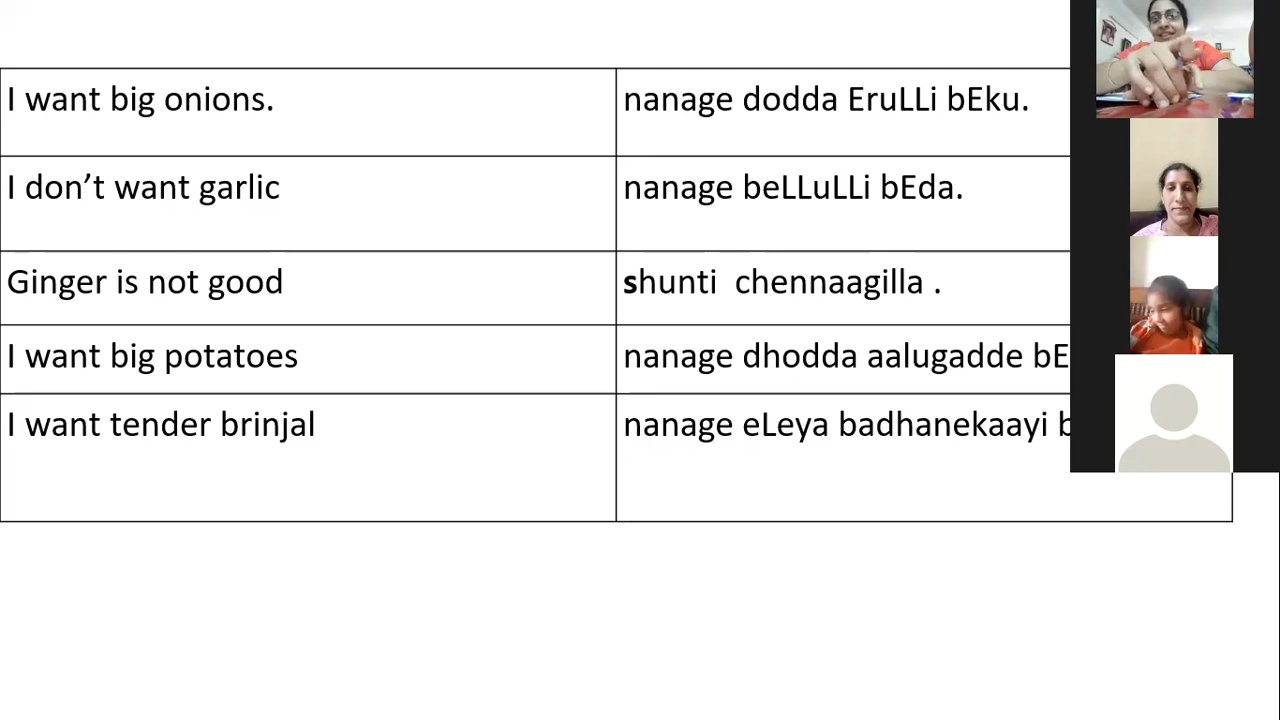 I want big onions.
nanage dodda EruLLi bEku.
I don’t want garlic
nanage beLLuLLi bEda.
Ginger is not good
shunti chennaagilla .
I want big potatoes
nanage dhodda aalugadde
I want tender brinjal
nanage eLeya badhanekaayi